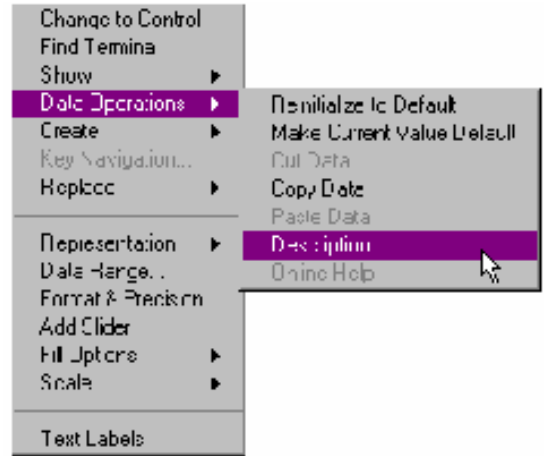 Change to Control
Find Terminal
Show
Data Operations
Create
Key Navigation...
Replace
Representation
Data Range...
Format & Precision
Add Slider
Fill Options
Scale
Text Labels
Reinitialize to Default
Make Current Value Default
Cut Data
Copy Data
Paste Data
Description
Online Help